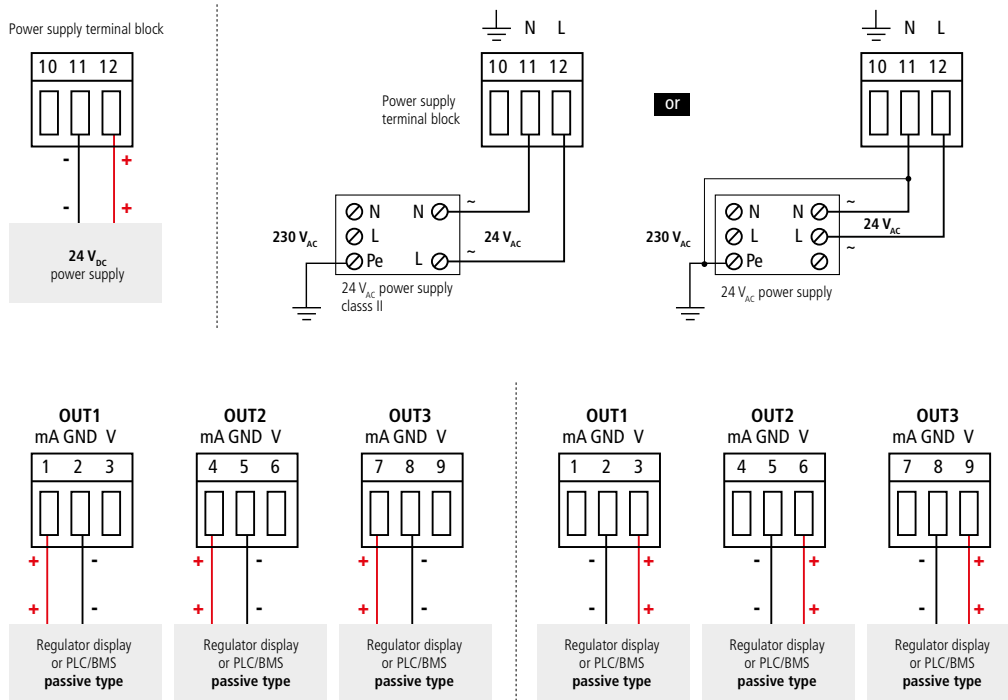 Power supply terminal block
10 11 12
- +
- +
24 VDC
power supply
N L
10 11 12
Power supply
terminal block
N N ~
230 VAC L 24 VAC
Pe L ~
24 VAC power supply
classs II
or
N L
10 11 12
N N ~
230 VAC L L 24 VAC
Pe ~
24 VAC power supply
OUT1
mA GND V
1 2 3
+ -
+ -
Regulator display
or PLC/BMS
passive type
OUT2
mA GND V
4 5 6
+ -
+ -
Regulator display
or PLC/BMS
passive type
OUT3
mA GND V
7 8 9
+ -
+ -
Regulator display
or PLC/BMS
passive type
OUT1
mA GND V
1 2 3
- +
- +
Regulator display
or PLC/BMS
passive type
OUT2
mA GND V
4 5 6
- +
- +
Regulator display
or PLC/BMS
passive type
OUT3
mA GND V
7 8 9
- +
- +
Regulator display
or PLC/BMS
passive type